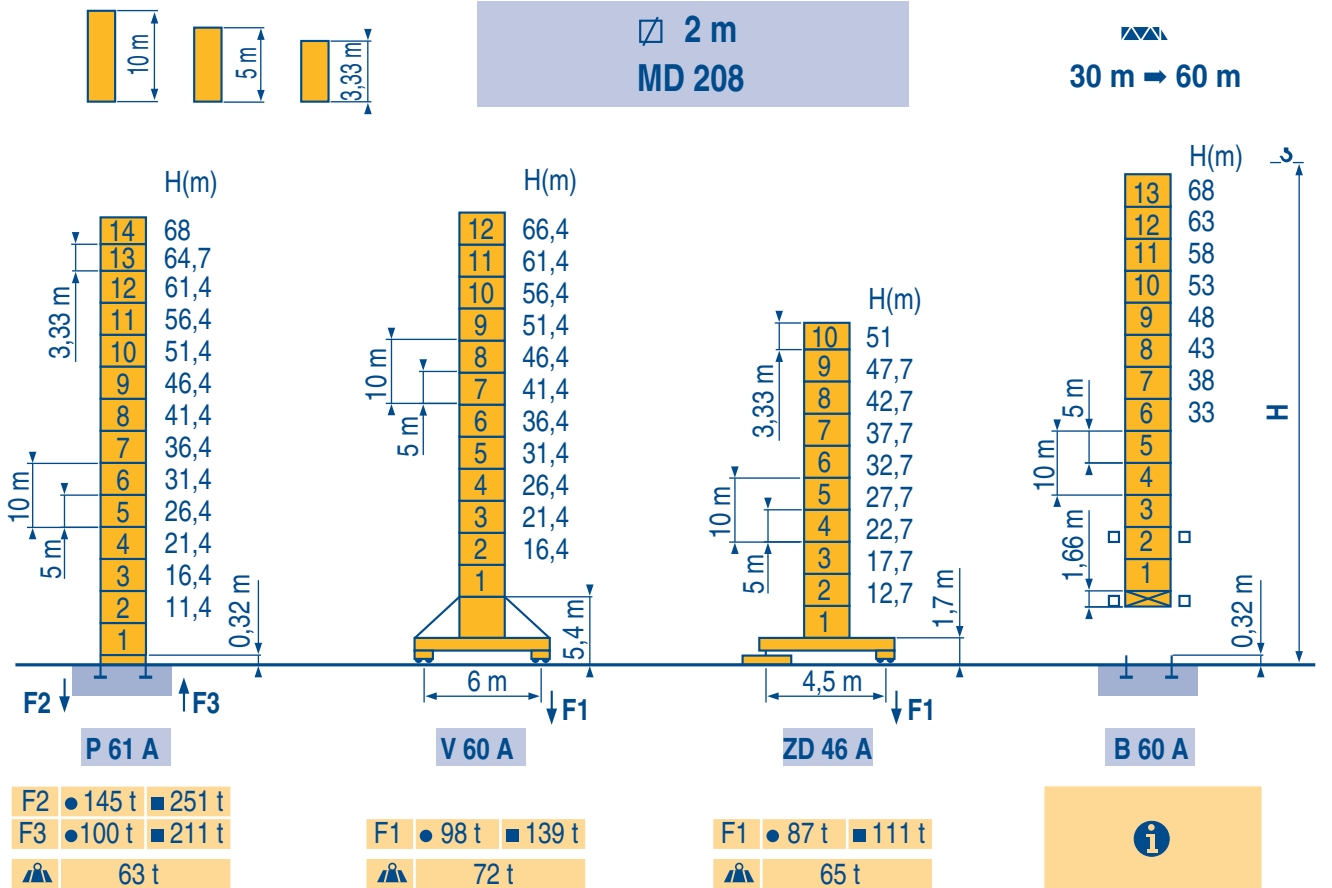 10 m
5 m
3,33 m
2 m
MD 208
30 m ➡ 60 m
H(m)
14 68
13 64,7
12 61,4
11 56,4
10 51,4
9 46,4
8 41,4
7 36,4
6 31,4
5 26,4
4 21,4
3 16,4
2 11,4
1
3,33 m
10 m
5 m
0,32 m
F2
F3
P 61 A
F2 ● 145 t ■ 251 t
F3 ● 100 t ■ 211 t
63 t
H(m)
12 66,4
11 61,4
10 56,4
9 51,4
8 46,4
7 41,4
6 36,4
5 31,4
4 26,4
3 21,4
2 16,4
1
10 m
5 m
5,4 m
6 m
F1
V 60 A
F1 ● 98 t ■ 139 t
72 t
H(m)
10 51
9 47,7
8 42,7
7 37,7
6 32,7
5 27,7
4 22,7
3 17,7
2 12,7
1
3,33 m
10 m
5 m
1,7 m
4,5 m
F1
ZD 46 A
F1 ● 87 t ■ 111 t
65 t
H(m)
13 68
12 63
11 58
10 53
9 48
8 43
7 38
6 33
5
4
3
2
1
5 m
10 m
1,66 m
0,32 m
H
B 60 A
i